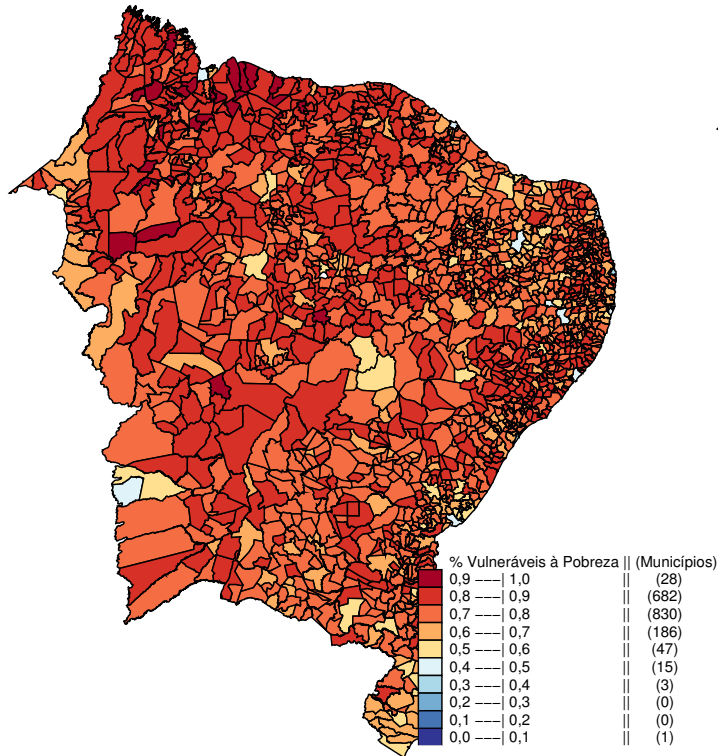 % Vulneráveis à Pobreza || (Municípios)
0,9 −−−| 1,0 || (28)
0,8 −−−| 0,9 || (682)
0,7 −−−| 0,8 || (830)
0,6 −−−| 0,7 || (186)
0,5 −−−| 0,6 || (47)
0,4 −−−| 0,5 || (15)
0,3 −−−| 0,4 || (3)
0,2 −−−| 0,3 || (0)
0,1 −−−| 0,2 || (0)
0,0 −−−| 0,1 || (1)